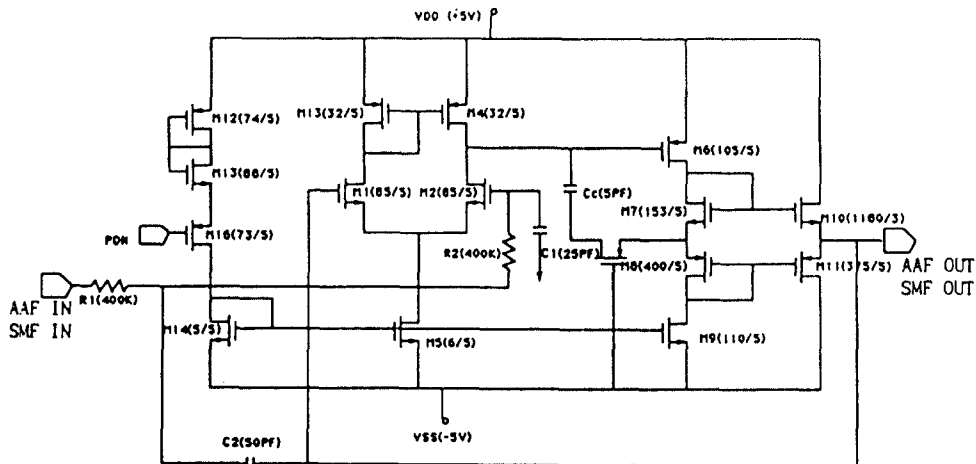 VDD (+5V)
M12(74/5)
M13(32/5)
M4(32/5)
M6(105/5)
M13(86/5)
M1(85/5)
M2(85/5)
Cc(5PF)
M7(153/5)
M10(1160/3)
PDN
M16(73/5)
R2(400K)
C1(25PF)
M8(400/5)
M11(375/5)
AAF OUT
SMF OUT
R1(400K)
AAF IN
SMF IN
M14(5/5)
M5(6/5)
M9(110/5)
C2(50PF)
VSS(-5V)